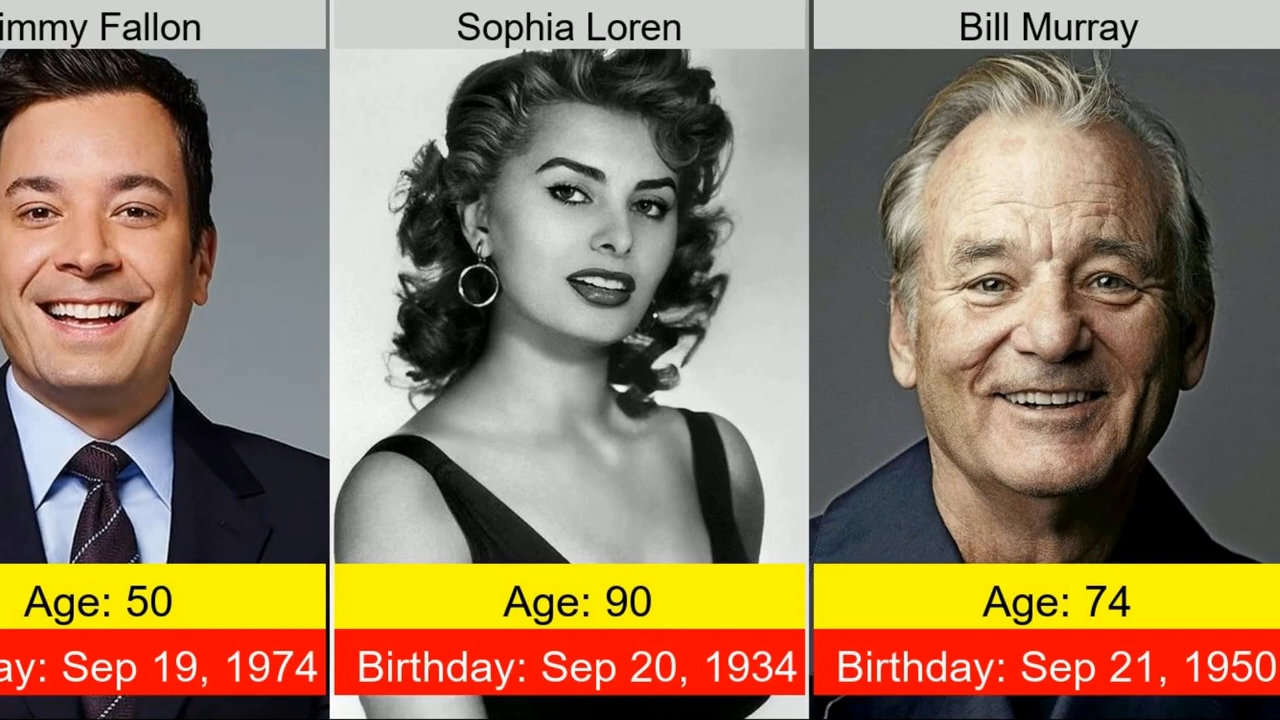 immy Fallon
Sophia Loren
Bill Murray
Age: 50
Age: 90
Age: 74
ay: Sep 19, 1974
Birthday: Sep 20, 1934
Birthday: Sep 21, 1950